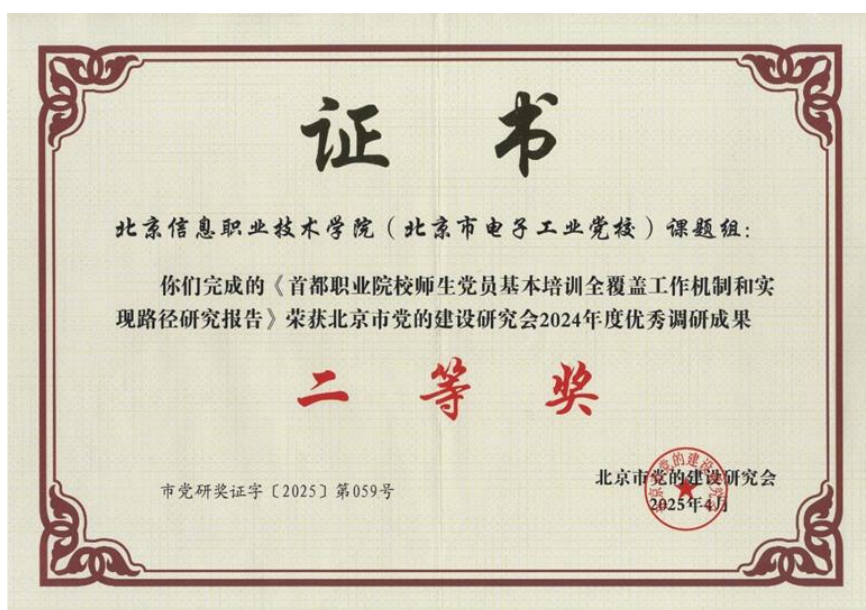 证 书
北京信息职业技术学院（北京市电子工业党校）课题组：
你们完成的《首都职业院校师生党员基本培训全覆盖工作机制和实
现路径研究报告》荣获北京市党的建设研究会2024年度优秀调研成果
二 等 奖
市党研奖证字〔2025〕第059号
北京市党的建设研究会
2025年4月